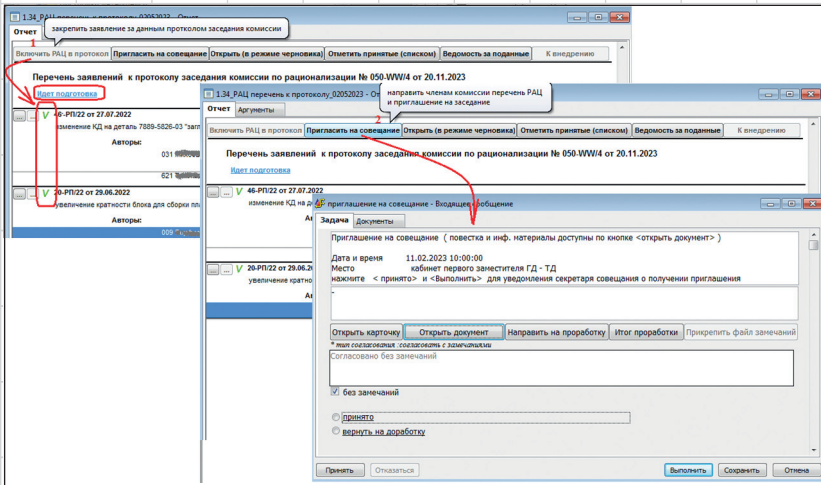 1.34_РАЦ перечень к протоколу_02052023 - Отчет
Отчет
закрепить заявление за данным протколом заседания комиссии
1
Включить РАЦ в протокол Пригласить на совещание Открыть (в режиме черновика) Отметить принятые (списком) Ведомость за поданные К внедрению
Перечень заявлений к протоколу заседания комиссии по рационализации № 050-WW/4 от 20.11.2023
Идет подготовка
... ... V 46-РП/22 от 27.07.2022
изменение КД на деталь 7889-5826-03 "загл
Авторы:
031
621
... ... V 20-РП/22 от 29.06.2022
увеличение кратности блока для сборки пла
Авторы:
009
1.34_РАЦ перечень к протоколу_02052023 - От
Отчет Аргументы
направить членам комиссии перечень РАЦ
и приглашение на заседание
2
Включить РАЦ в протокол Пригласить на совещание Открыть (в режиме черновика) Отметить принятые (списком) Ведомость за поданные К внедрению
Перечень заявлений к протоколу заседания комиссии по рационализации № 050-WW/4 от 20.11.2023
Идет подготовка
... ... V 46-РП/22 от 27.07.2022
изменение КД на д
Ав
... ... V 20-РП/22 от 29.06.2
увеличение кратно
Ав
приглашение на совещание - Входящее сообщение
Задача Документы
Приглашение на совещание ( повестка и инф. материалы доступны по кнопке <открыть документ> )
Дата и время 11.02.2023 10:00:00
Место кабинет первого заместителя ГД - ТД
нажмите < принято> и <Выполнить> для уведомления секретаря совещания о получении приглашения
-
Открыть карточку Открыть документ Направить на проработку Итог проработки Прикрепить файл замечаний
* тип согласования :согласовать с замечаниями
Согласовано без замечаний
без замечаний
принято
вернуть на доработку
Принять Отказаться Выполнить Сохранить Отмена